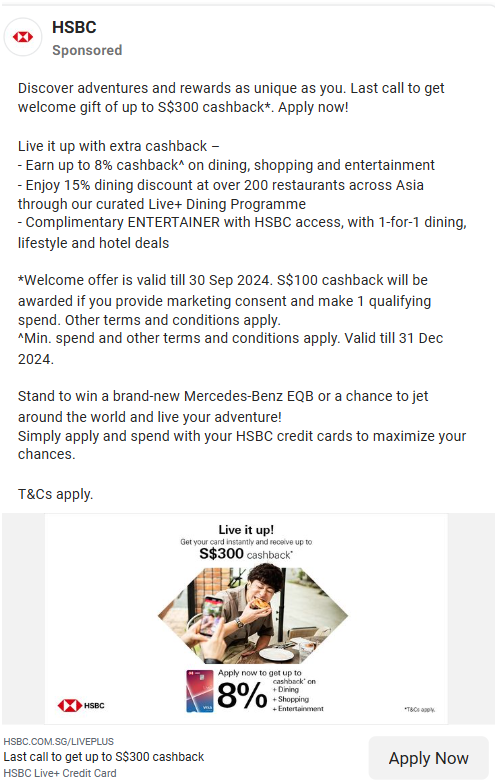 HSBC
Sponsored
Discover adventures and rewards as unique as you. Last call to get
welcome gift of up to S$300 cashback*. Apply now!
Live it up with extra cashback –
- Earn up to 8% cashback^ on dining, shopping and entertainment
- Enjoy 15% dining discount at over 200 restaurants across Asia
through our curated Live+ Dining Programme
- Complimentary ENTERTAINER with HSBC access, with 1-for-1 dining,
lifestyle and hotel deals
*Welcome offer is valid till 30 Sep 2024. S$100 cashback will be
awarded if you provide marketing consent and make 1 qualifying
spend. Other terms and conditions apply.
^Min. spend and other terms and conditions apply. Valid till 31 Dec
2024.
Stand to win a brand-new Mercedes-Benz EQB or a chance to jet
around the world and live your adventure!
Simply apply and spend with your HSBC credit cards to maximize your
chances.
T&Cs apply.
Live it up!
Get your card instantly and receive up to
S$300 cashback*
Apply now to get up to
8%
cashback* on
+ Dining
+ Shopping
+ Entertainment
VISA
HSBC
*T&Cs apply.
HSBC.COM.SG/LIVEPLUS
Last call to get up to S$300 cashback
HSBC Live+ Credit Card
Apply Now